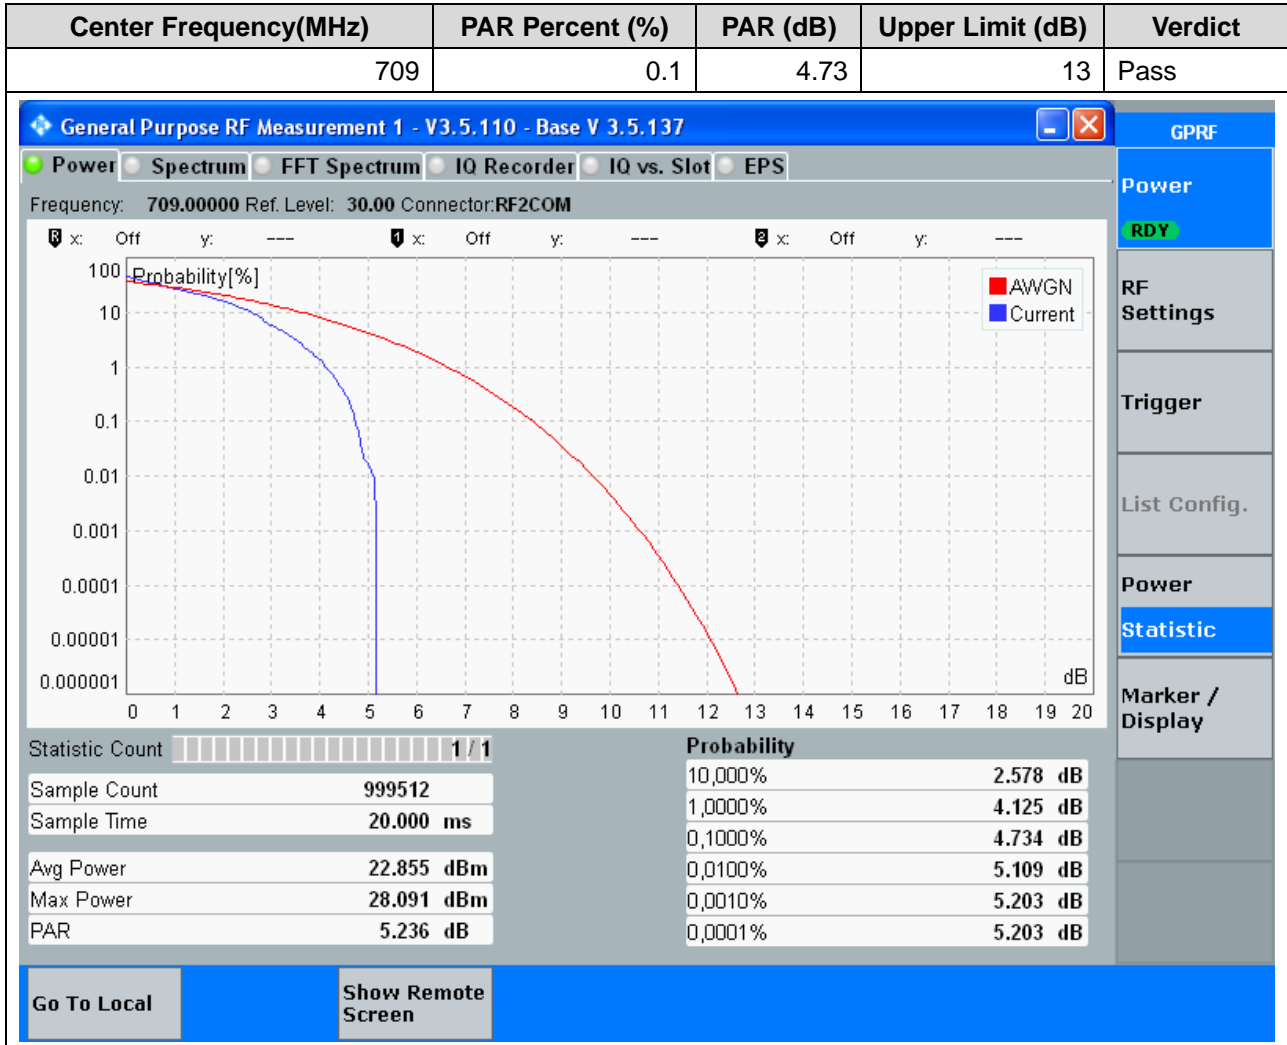 Center Frequency(MHz) PAR Percent (%) PAR (dB) Upper Limit (dB) Verdict
709 0.1 4.73 13 Pass
General Purpose RF Measurement 1 - V3.5.110 - Base V 3.5.137
GPRF
Power Spectrum FFT Spectrum IQ Recorder IQ vs. Slot EPS
Frequency: 709.00000 Ref. Level: 30.00 Connector:RF2COM
R x: Off y: --- 1 x: Off y: --- 2 x: Off y: ---
Probability[%]
AWGN
Current
100
10
1
0.1
0.01
0.001
0.0001
0.00001
0.000001
dB
0 1 2 3 4 5 6 7 8 9 10 11 12 13 14 15 16 17 18 19 20
Statistic Count 1 / 1
Sample Count 999512
Sample Time 20.000 ms
Avg Power 22.855 dBm
Max Power 28.091 dBm
PAR 5.236 dB
Probability
10,000% 2.578 dB
1,0000% 4.125 dB
0,1000% 4.734 dB
0,0100% 5.109 dB
0,0010% 5.203 dB
0,0001% 5.203 dB
Power
RDY
RF
Settings
Trigger
List Config.
Power
Statistic
Marker /
Display
Go To Local
Show Remote
Screen